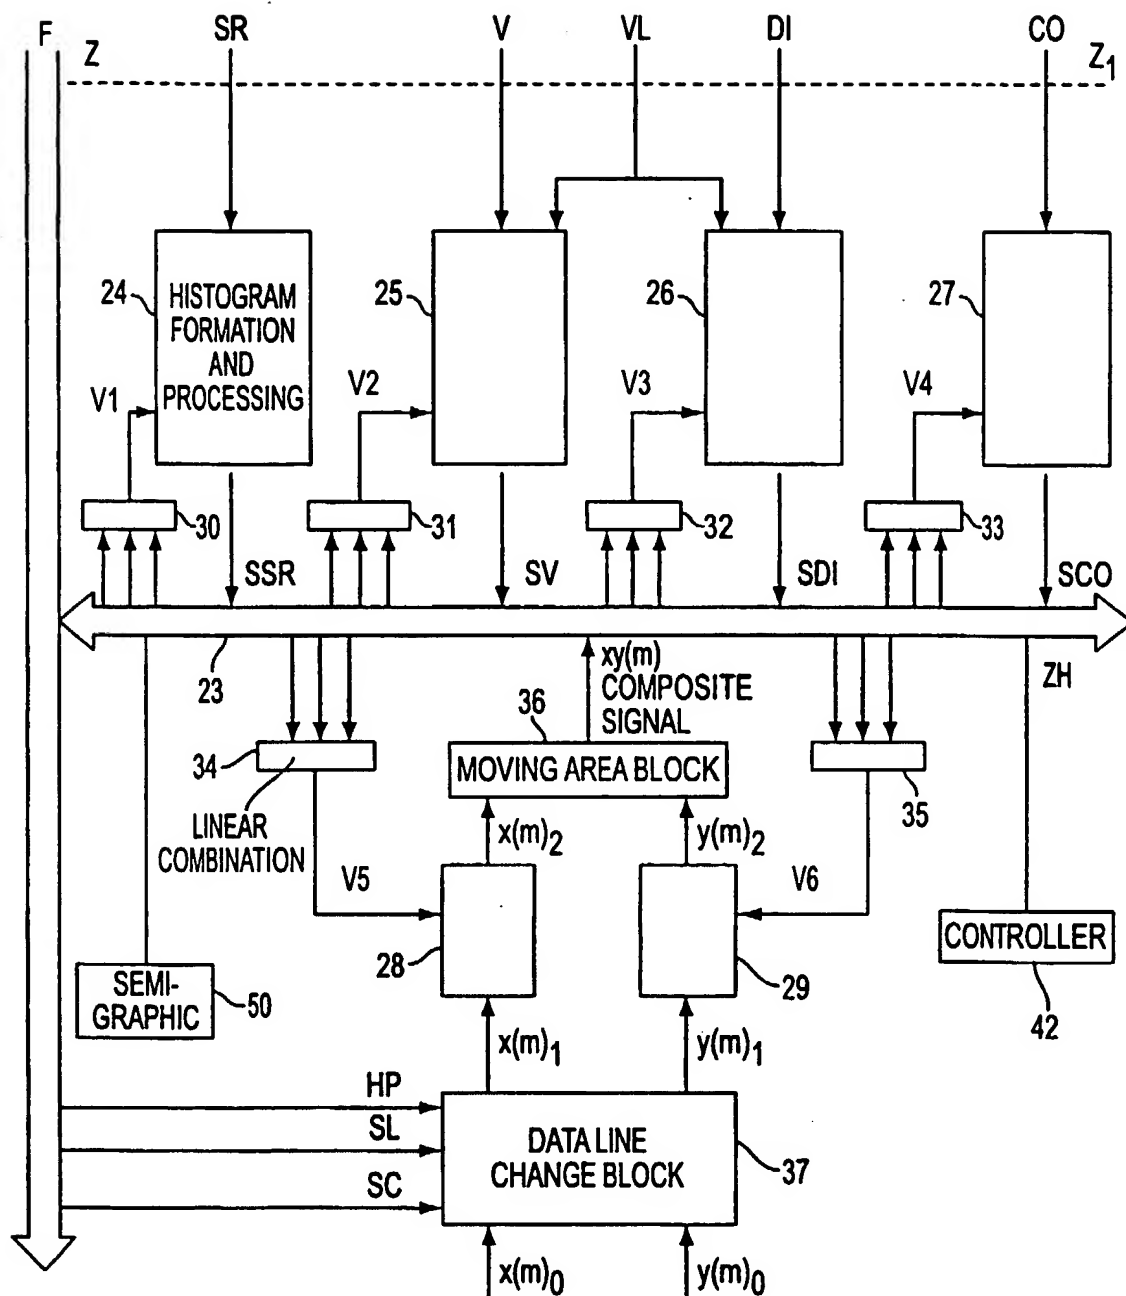 F
Z
SR
V
VL
DI
CO
Z1
24
HISTOGRAM
FORMATION
AND
PROCESSING
25
26
27
V1
V2
V3
V4
30
31
32
33
SSR
SV
SDI
SCO
23
xy(m)
COMPOSITE
SIGNAL
ZH
36
34
MOVING AREA BLOCK
35
LINEAR
COMBINATION
x(m)2
y(m)2
V5
V6
28
29
CONTROLLER
42
SEMI-
GRAPHIC
50
x(m)1
y(m)1
HP
SL
SC
DATA LINE
CHANGE BLOCK
37
x(m)0
y(m)0